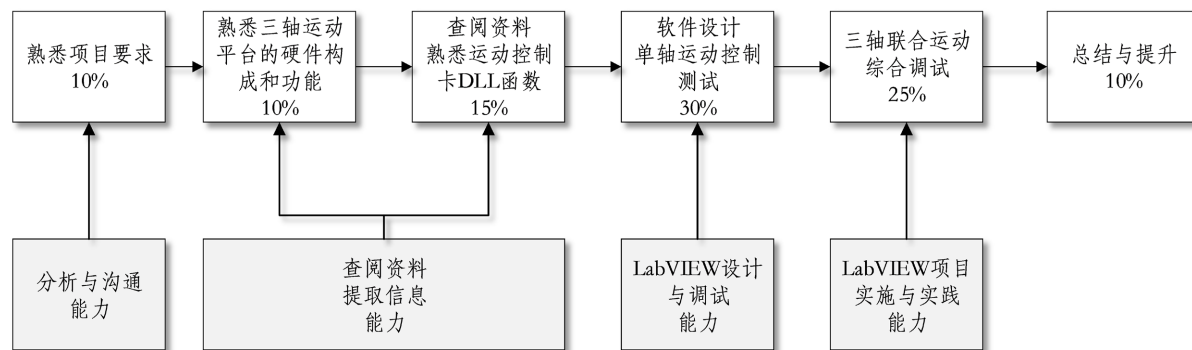 熟悉项目要求
10%
熟悉三轴运动
平台的硬件构
成和功能
10%
查阅资料
熟悉运动控制
卡DLL函数
15%
软件设计
单轴运动控制
测试
30%
三轴联合运动
综合调试
25%
总结与提升
10%
分析与沟通
能力
查阅资料
提取信息
能力
LabVIEW设计
与调试
能力
LabVIEW项目
实施与实践
能力